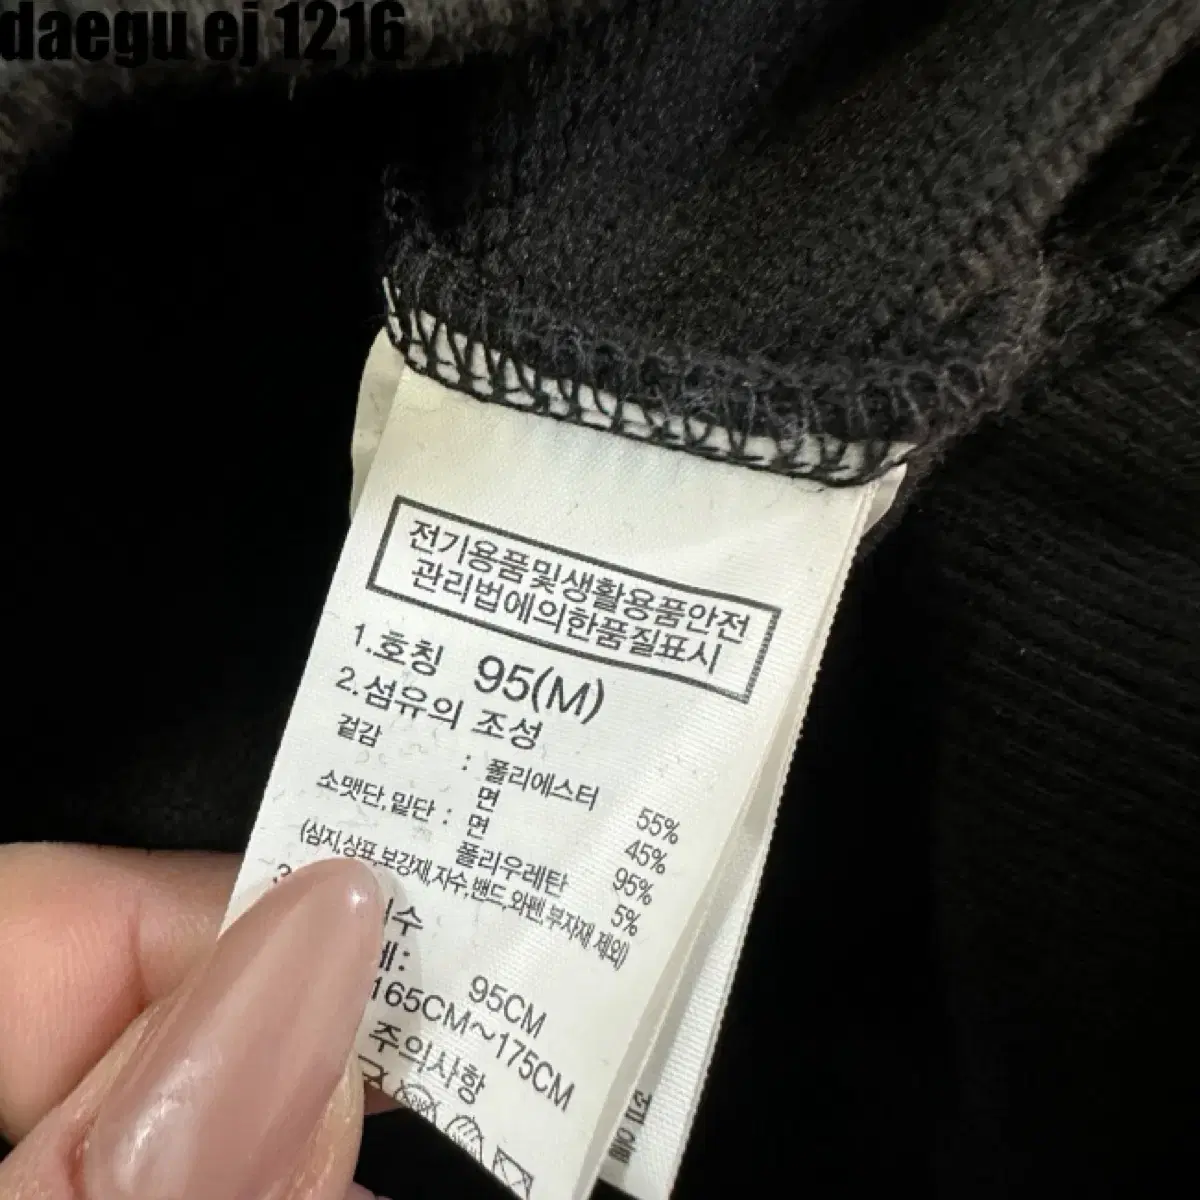 daegu ej 1216
전기용품및생활용품안전
관리법에의한품질표시
1.호칭 95(M)
2.섬유의 조성
겉감 : 폴리에스터 55%
면 45%
소맷단,밑단 : 면 95%
폴리우레탄 5%
(심지,상표,보강재,자수,밴드,와펜,부자재 제외)
3.
수
95CM
165CM~175CM
주의사항